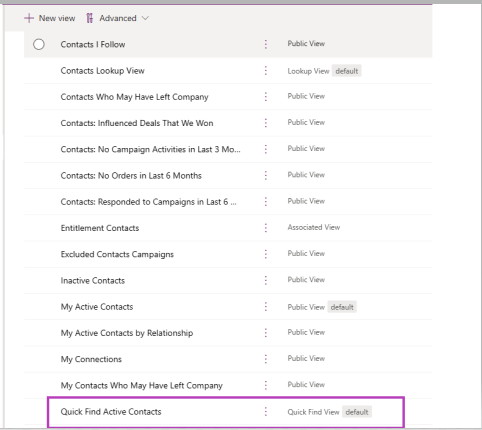 New view Advanced
Contacts I Follow Public View
Contacts Lookup View Lookup View default
Contacts Who May Have Left Company Public View
Contacts: Influenced Deals That We Won Public View
Contacts: No Campaign Activities in Last 3 Mo... Public View
Contacts: No Orders in Last 6 Months Public View
Contacts: Responded to Campaigns in Last 6 ... Public View
Entitlement Contacts Associated View
Excluded Contacts Campaigns Public View
Inactive Contacts Public View
My Active Contacts Public View default
My Active Contacts by Relationship Public View
My Connections Public View
My Contacts Who May Have Left Company Public View
Quick Find Active Contacts Quick Find View default